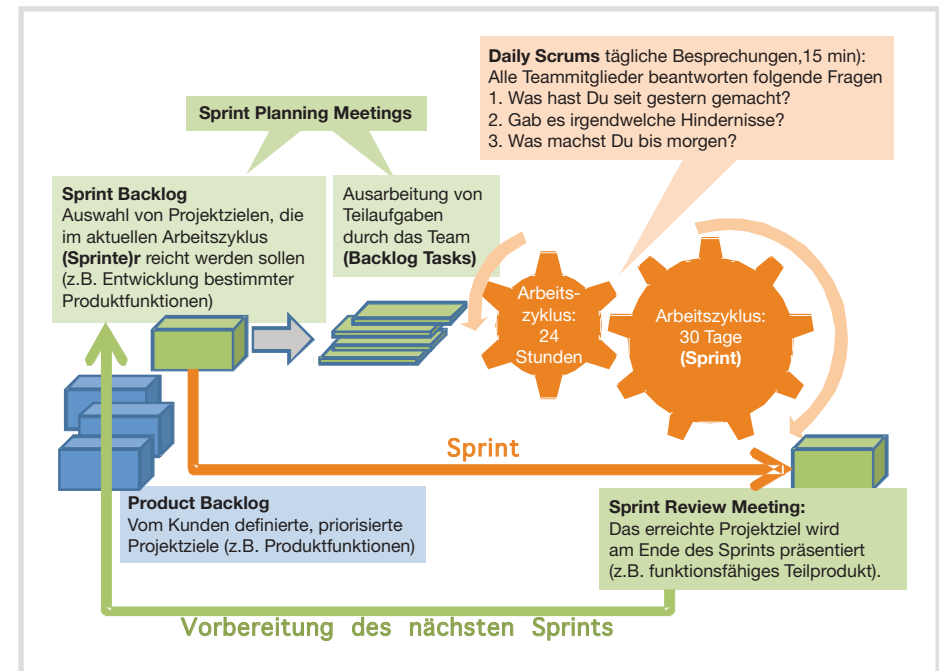 Daily Scrums tägliche Besprechungen,15 min):
Alle Teammitglieder beantworten folgende Fragen
1. Was hast Du seit gestern gemacht?
2. Gab es irgendwelche Hindernisse?
3. Was machst Du bis morgen?
Sprint Planning Meetings
Sprint Backlog
Auswahl von Projektzielen, die
im aktuellen Arbeitszyklus
(Sprinte)r reicht werden sollen
(z.B. Entwicklung bestimmter
Produktfunktionen)
Ausarbeitung von
Teilaufgaben
durch das Team
(Backlog Tasks)
Arbeits-
zyklus:
24
Stunden
Arbeitszyklus:
30 Tage
(Sprint)
Sprint
Product Backlog
Vom Kunden definierte, priorisierte
Projektziele (z.B. Produktfunktionen)
Sprint Review Meeting:
Das erreichte Projektziel wird
am Ende des Sprints präsentiert
(z.B. funktionsfähiges Teilprodukt).
Vorbereitung des nächsten Sprints